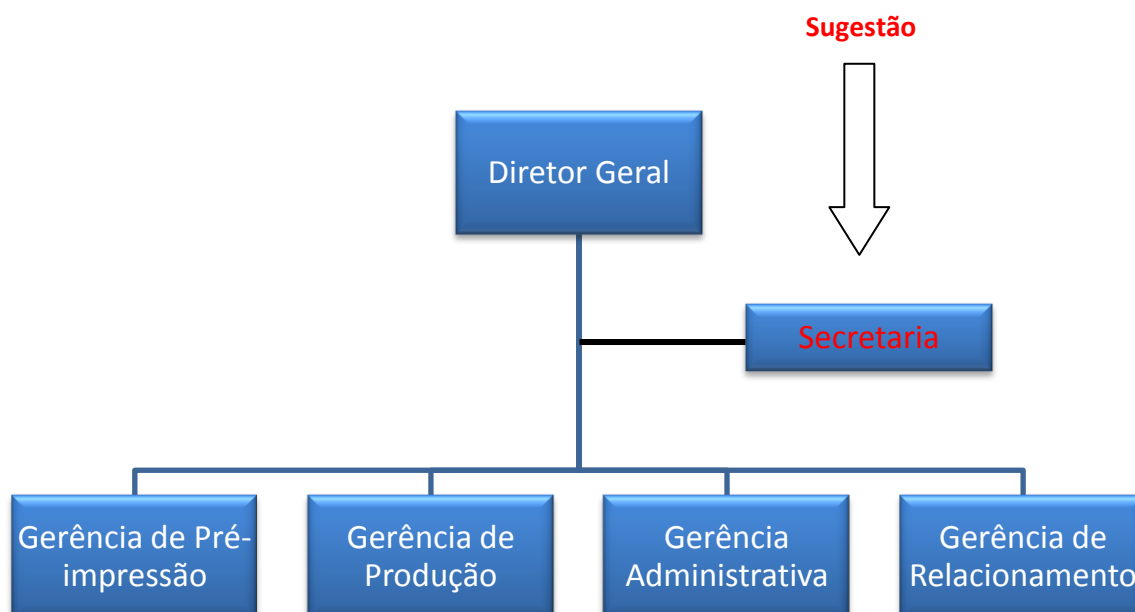 Sugestão
Diretor Geral
Secretaria
Gerência de Pré-
impressão
Gerência de
Produção
Gerência
Administrativa
Gerência de
Relacionamento